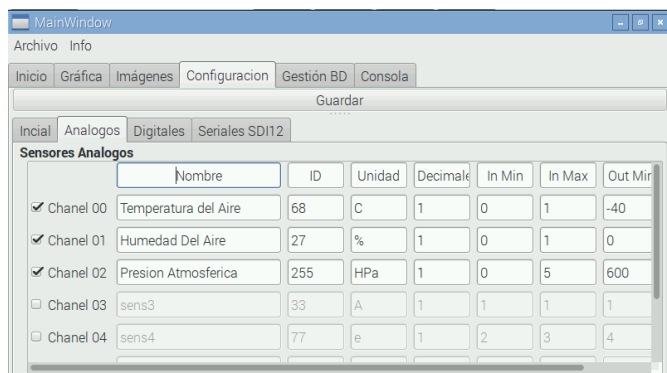 MainWindow
Archivo Info
Inicio Gráfica Imágenes Configuracion Gestión BD Consola
Guardar
Incial Analogos Digitales Seriales SDI12
Sensores Analogos
Nombre ID Unidad Decimale In Min In Max Out Min
Chanel 00 Temperatura del Aire 68 C 1 0 1 -40
Chanel 01 Humedad Del Aire 27 % 1 0 1 0
Chanel 02 Presion Atmosferica 255 HPa 1 0 5 600
Chanel 03 sens3 33 A 1 1 1 1
Chanel 04 sens4 77 e 1 2 3 4